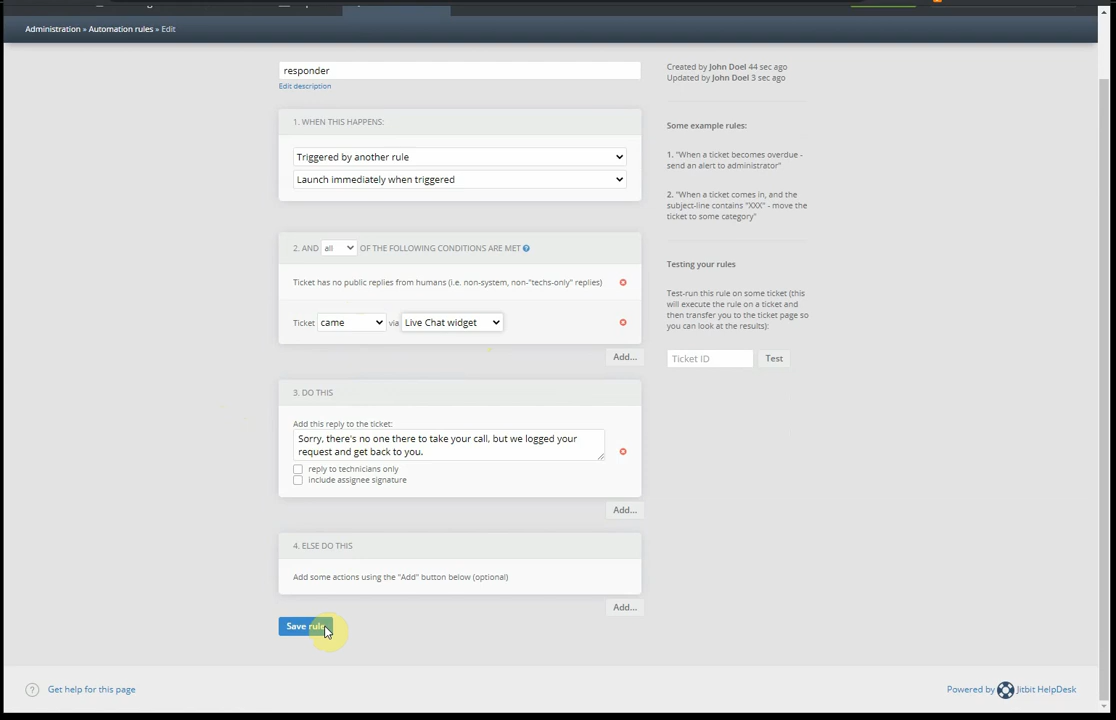 Administration » Automation rules » Edit
responder
Edit description
1. WHEN THIS HAPPENS:
Triggered by another rule
Launch immediately when triggered
2. AND all OF THE FOLLOWING CONDITIONS ARE MET
Ticket has no public replies from humans (i.e. non-system, non-"techs-only" replies)
Ticket came via Live Chat widget
Add...
3. DO THIS
Add this reply to the ticket:
Sorry, there's no one there to take your call, but we logged your
request and get back to you.
reply to technicians only
include assignee signature
Add...
4. ELSE DO THIS
Add some actions using the "Add" button below (optional)
Add...
Save rule
Created by John Doel 44 sec ago
Updated by John Doel 3 sec ago
Some example rules:
1. "When a ticket becomes overdue -
send an alert to administrator"
2. "When a ticket comes in, and the
subject-line contains "XXX" - move the
ticket to some category"
Testing your rules
Test-run this rule on some ticket (this
will execute the rule on a ticket and
then transfer you to the ticket page so
you can look at the results):
Ticket ID Test
? Get help for this page
Powered by Jitbit HelpDesk